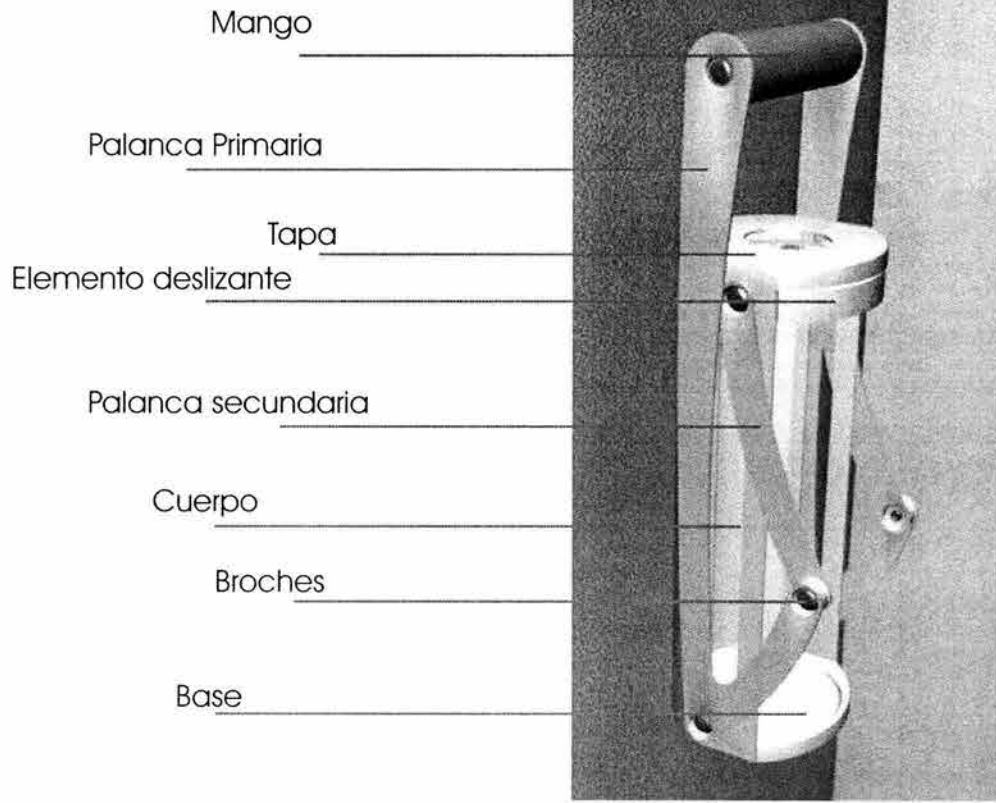 Mango
Palanca Primaria
Tapa
Elemento deslizante
Palanca secundaria
Cuerpo
Broches
Base